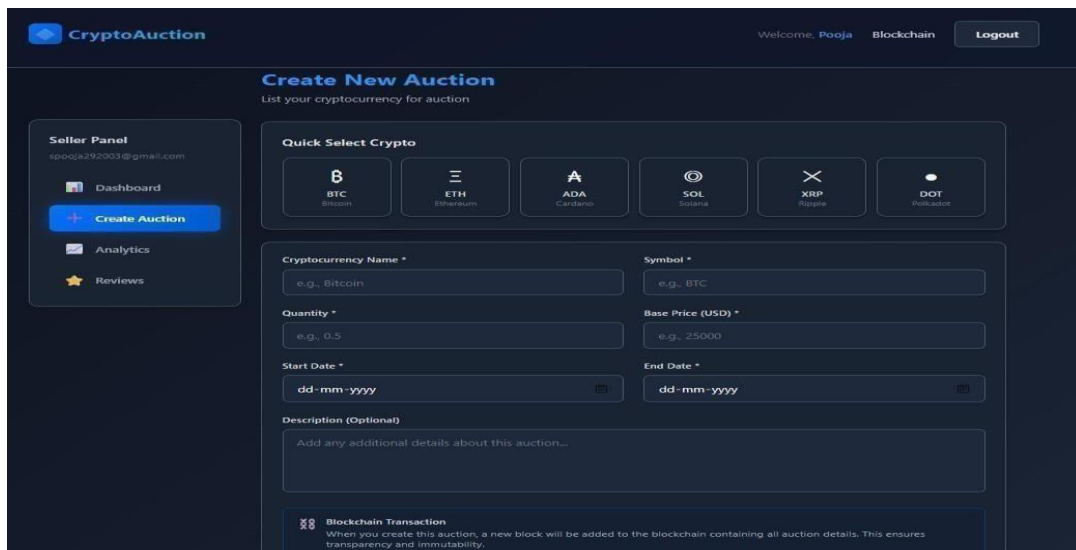 CryptoAuction
Welcome, Pooja Blockchain Logout
Create New Auction
List your cryptocurrency for auction
Seller Panel
spooja292003@gmail.com
Dashboard
Create Auction
Analytics
Reviews
Quick Select Crypto
BTC
Bitcoin
ETH
Ethereum
ADA
Cardano
SOL
Solana
XRP
Ripple
DOT
Polkadot
Cryptocurrency Name *
e.g., Bitcoin
Symbol *
e.g., BTC
Quantity *
e.g., 0.5
Base Price (USD) *
e.g., 25000
Start Date *
dd-mm-yyyy
End Date *
dd-mm-yyyy
Description (Optional)
Add any additional details about this auction...
Blockchain Transaction
When you create this auction, a new block will be added to the blockchain containing all auction details. This ensures
transparency and immutability.